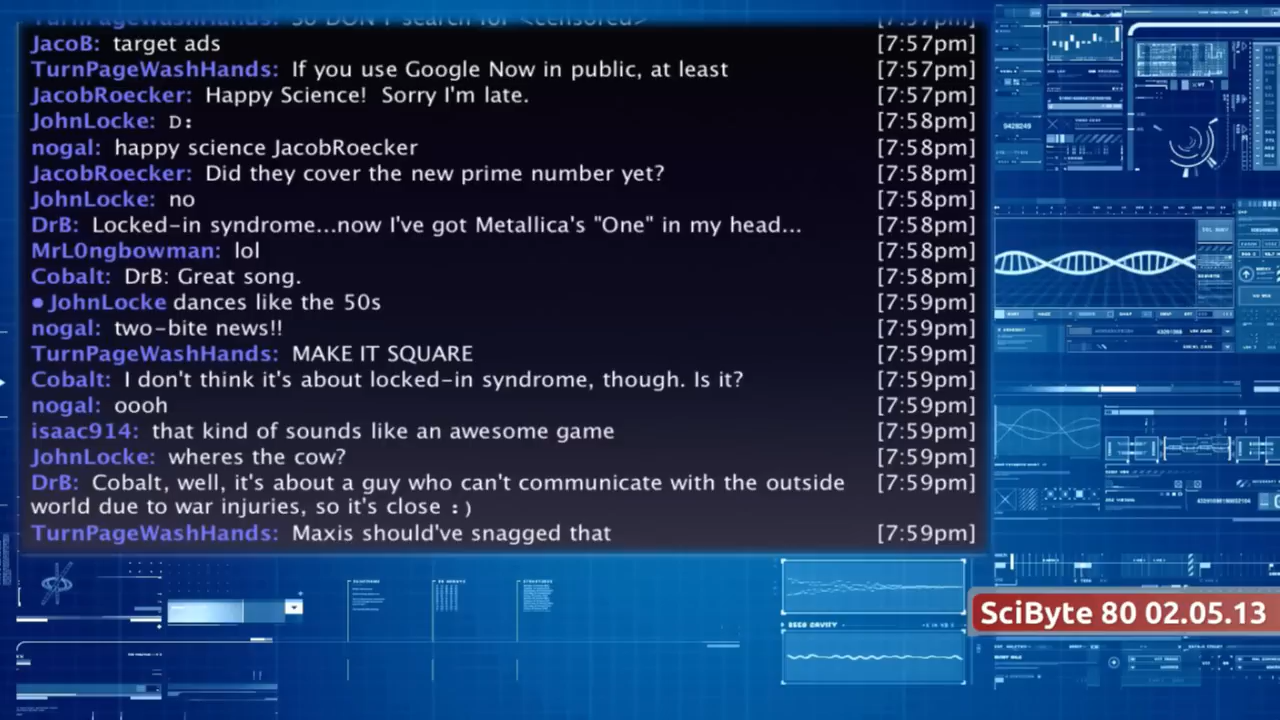 So DON'T search for <censored> [7:57pm]
JacoB: target ads [7:57pm]
TurnPageWashHands: If you use Google Now in public, at least [7:57pm]
JacobRoecker: Happy Science! Sorry I'm late. [7:57pm]
JohnLocke: D: [7:58pm]
nogal: happy science JacobRoecker [7:58pm]
JacobRoecker: Did they cover the new prime number yet? [7:58pm]
JohnLocke: no [7:58pm]
DrB: Locked-in syndrome...now I've got Metallica's "One" in my head... [7:58pm]
MrL0ngbowman: lol [7:58pm]
Cobalt: DrB: Great song. [7:58pm]
• JohnLocke dances like the 50s [7:59pm]
nogal: two-bite news!! [7:59pm]
TurnPageWashHands: MAKE IT SQUARE [7:59pm]
Cobalt: I don't think it's about locked-in syndrome, though. Is it? [7:59pm]
nogal: oooh [7:59pm]
isaac914: that kind of sounds like an awesome game [7:59pm]
JohnLocke: wheres the cow? [7:59pm]
DrB: Cobalt, well, it's about a guy who can't communicate with the outside [7:59pm]
world due to war injuries, so it's close :)
TurnPageWashHands: Maxis should've snagged that [7:59pm]
SciByte 80 02.05.13